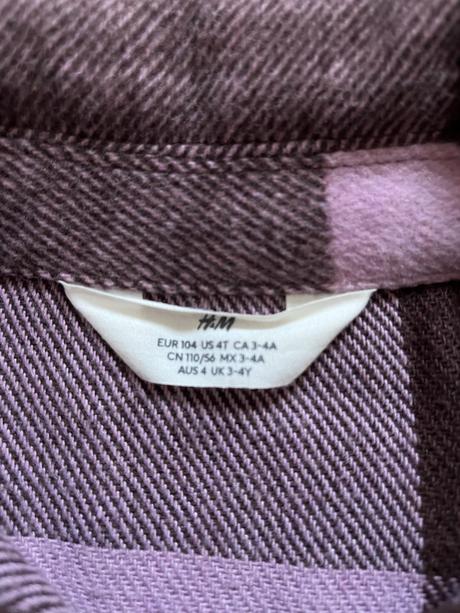 H&M
EUR 104 US 4T CA 3-4A
CN 110/56 MX 3-4A
AUS 4 UK 3-4Y